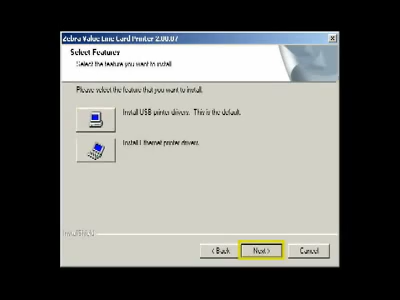 Zebra Value Line Card Printer 2.00.07
Select Features
Select the feature you want to install
Please select the feature that you want to install.
Install USB printer drivers. This is the default.
Install Ethernet printer drivers
InstallShield
< Back
Next >
Cancel